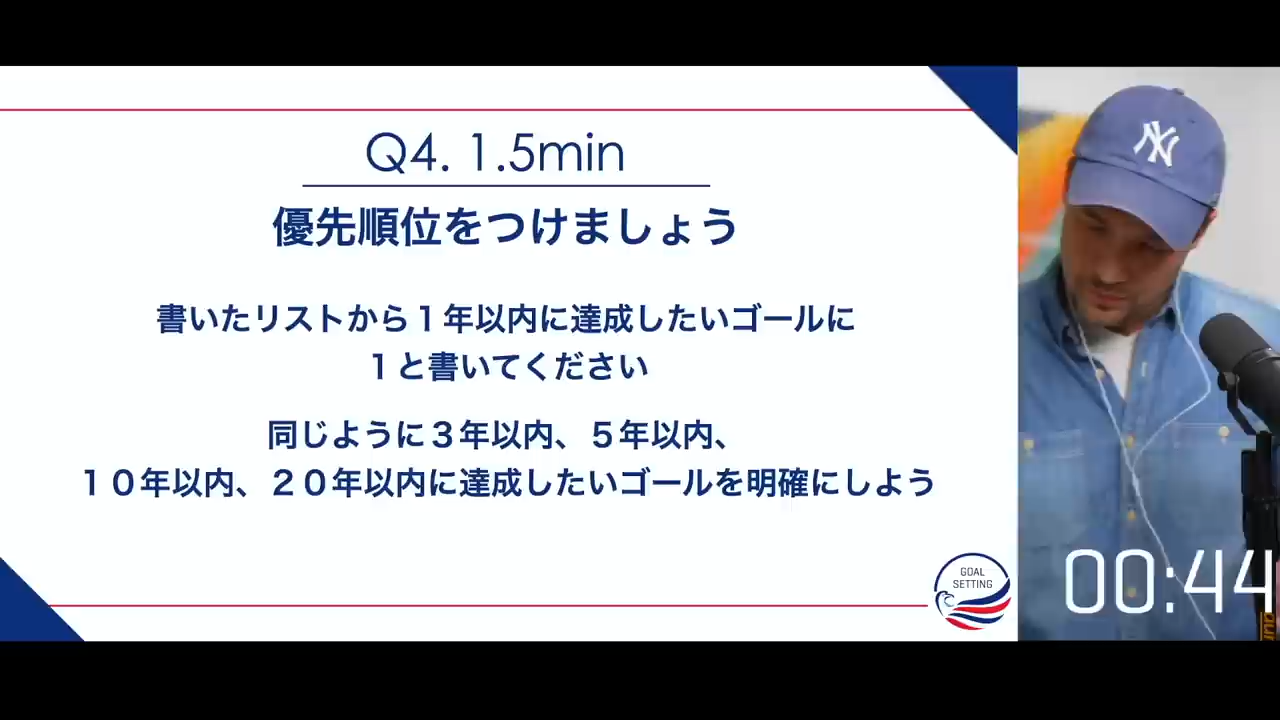 Q4. 1.5min
優先順位をつけましょう
書いたリストから１年以内に達成したいゴールに
１と書いてください
同じように３年以内、５年以内、
１０年以内、２０年以内に達成したいゴールを明確にしよう
GOAL
SETTING
NY
00:44